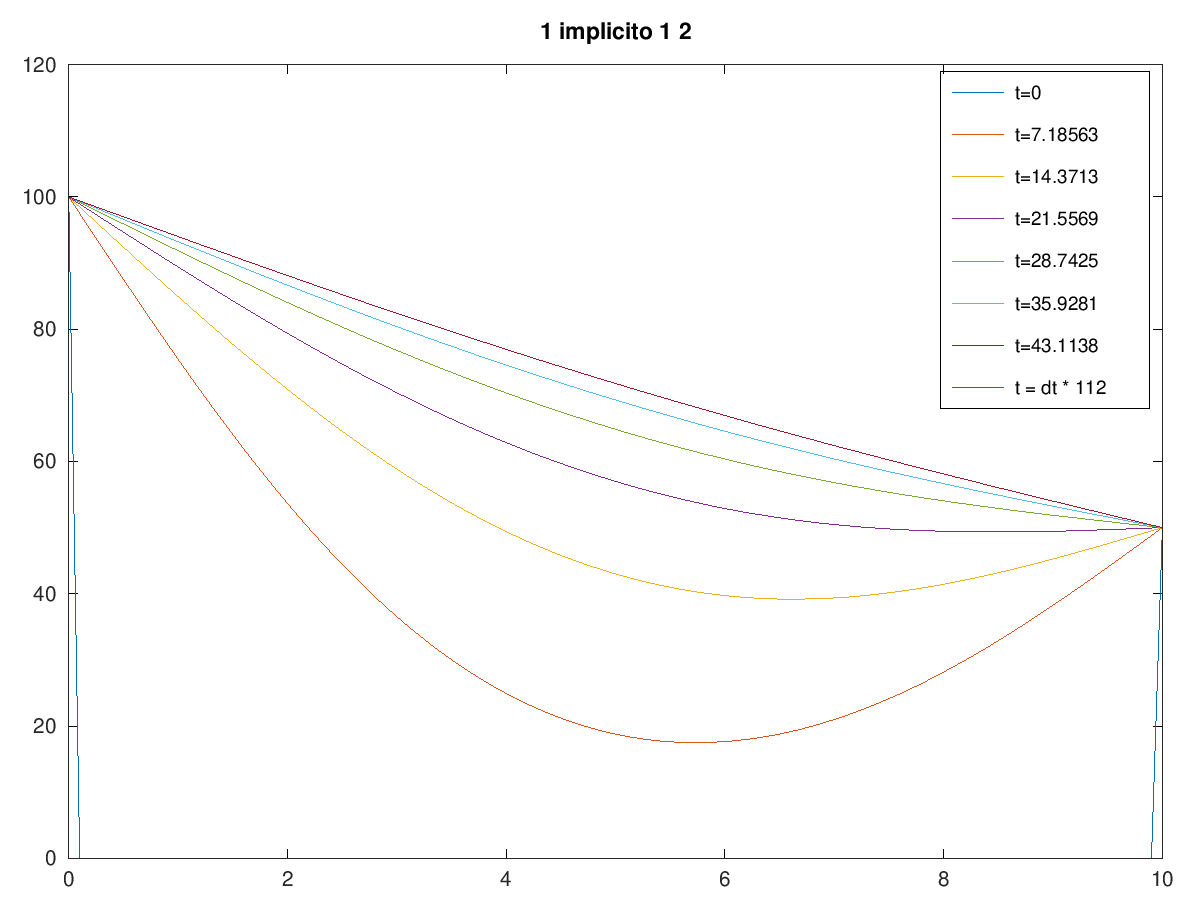 1 implicito 1 2
120
100
80
60
40
20
0
0 2 4 6 8 10
t=0
t=7.18563
t=14.3713
t=21.5569
t=28.7425
t=35.9281
t=43.1138
t = dt * 112